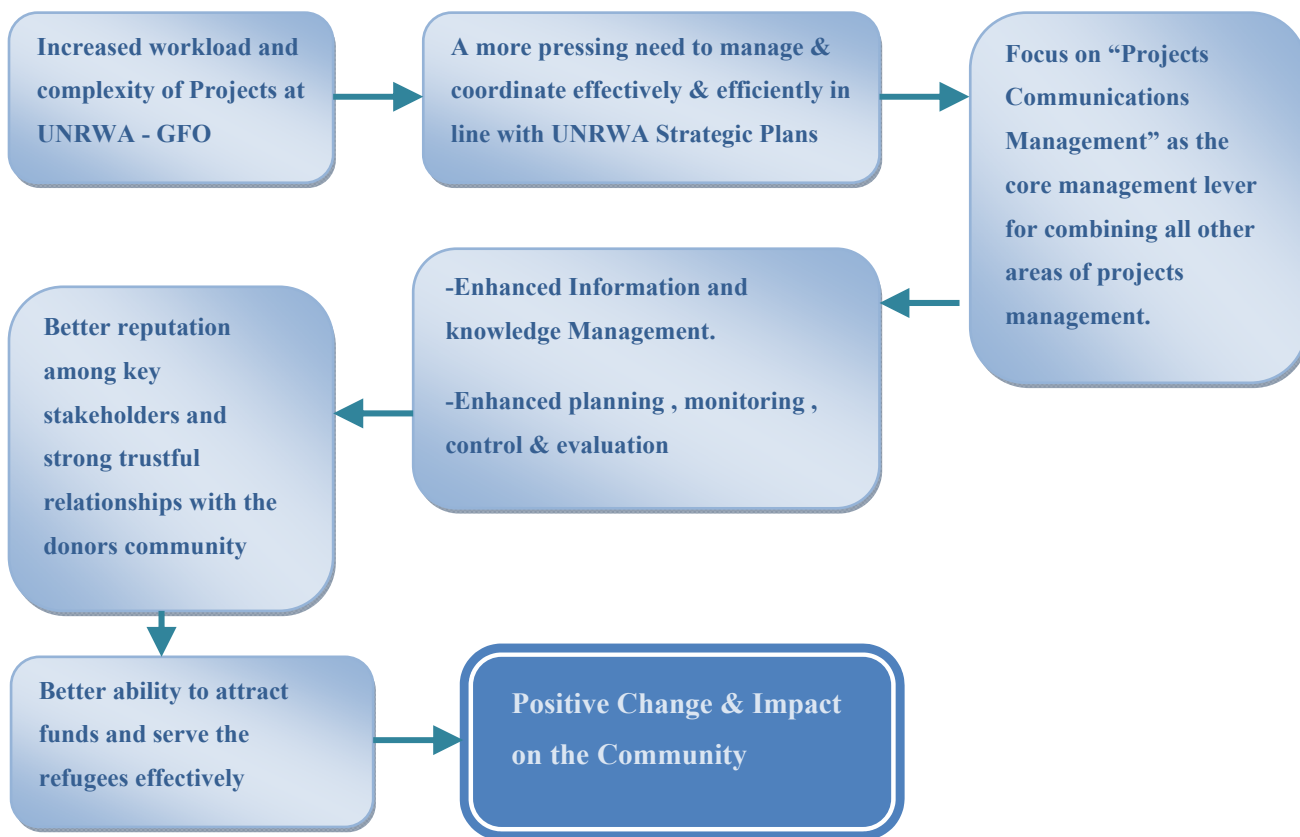 Increased workload and
complexity of Projects at
UNRWA - GFO
A more pressing need to manage &
coordinate effectively & efficiently in
line with UNRWA Strategic Plans
Focus on “Projects
Communications
Management” as the
core management lever
for combining all other
areas of projects
management.
-Enhanced Information and
knowledge Management.
-Enhanced planning , monitoring ,
control & evaluation
Better reputation
among key
stakeholders and
strong trustful
relationships with the
donors community
Better ability to attract
funds and serve the
refugees effectively
Positive Change & Impact
on the Community